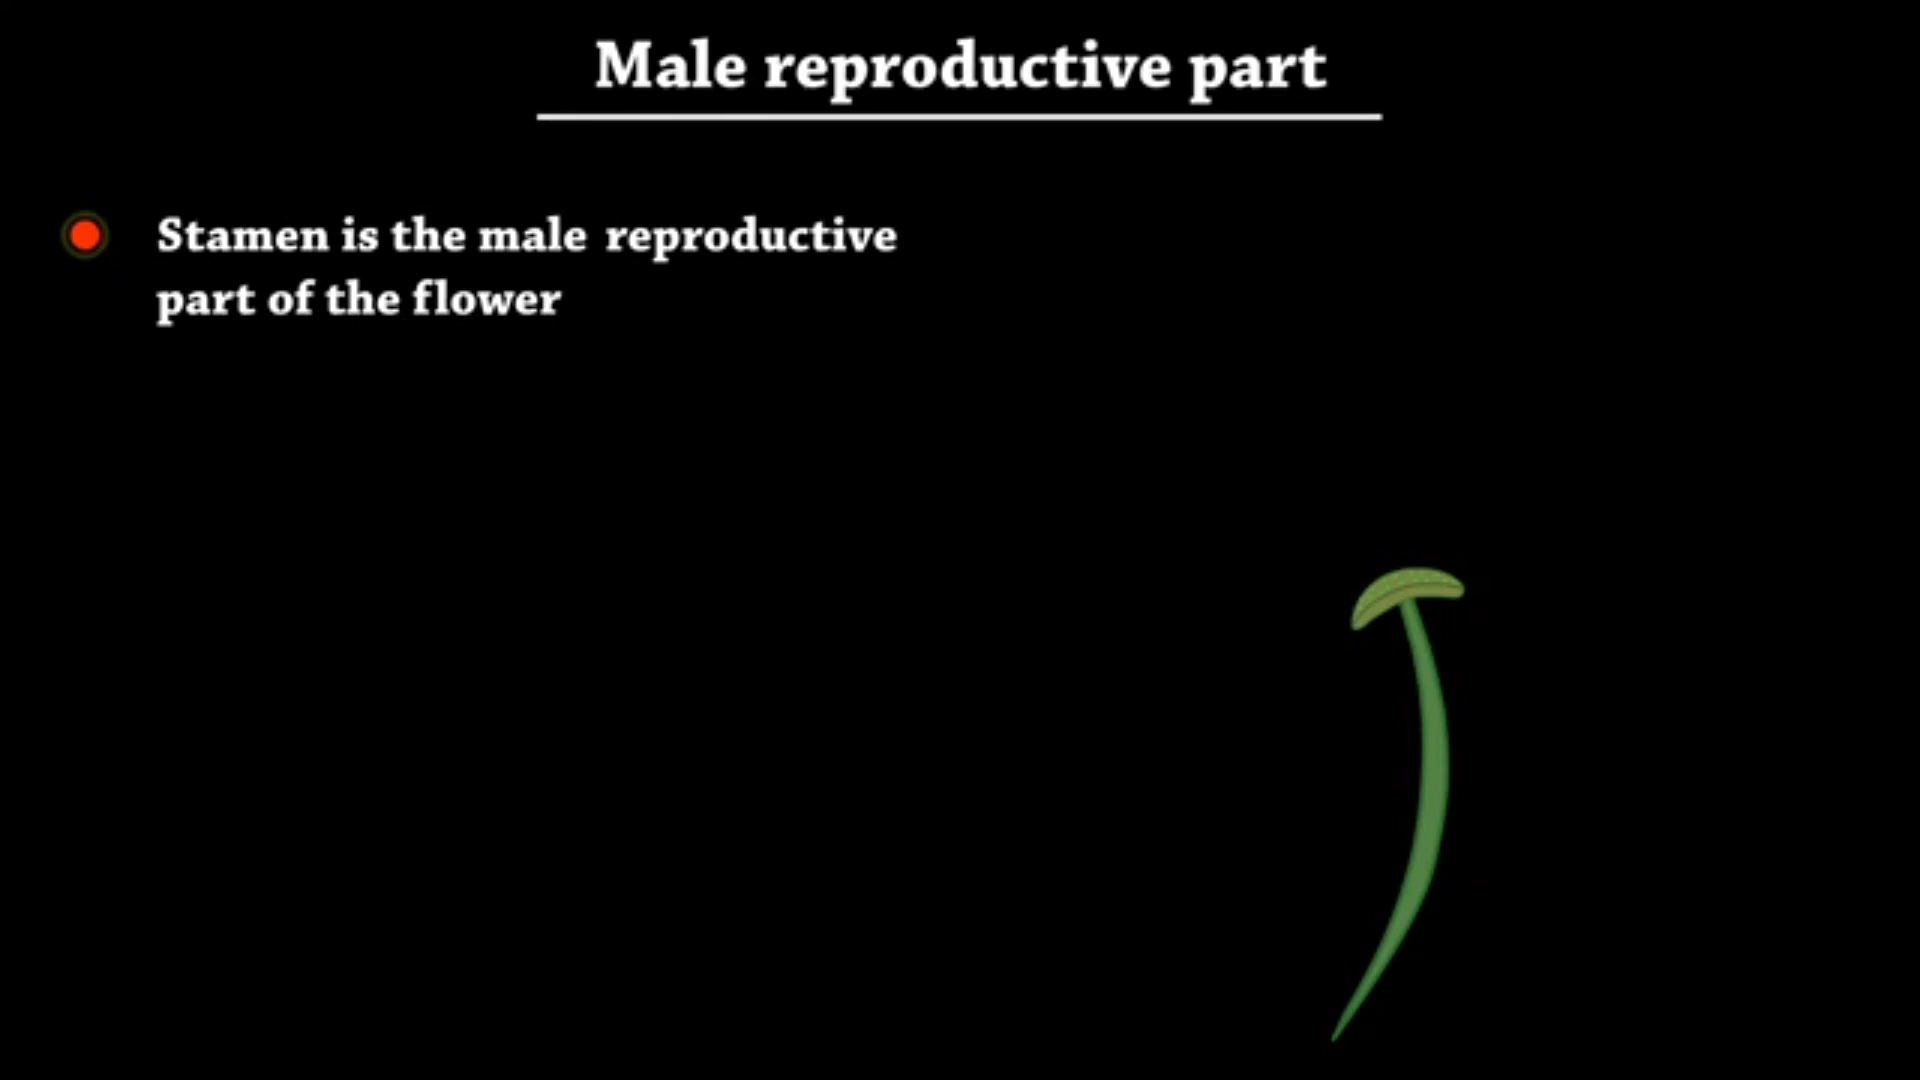 Male reproductive part
Stamen is the male reproductive
part of the flower